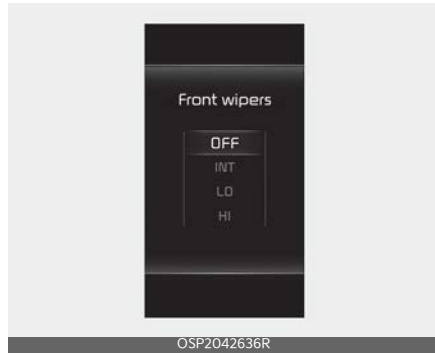 Front wipers
OFF
INT
LO
HI
OSP2042636R